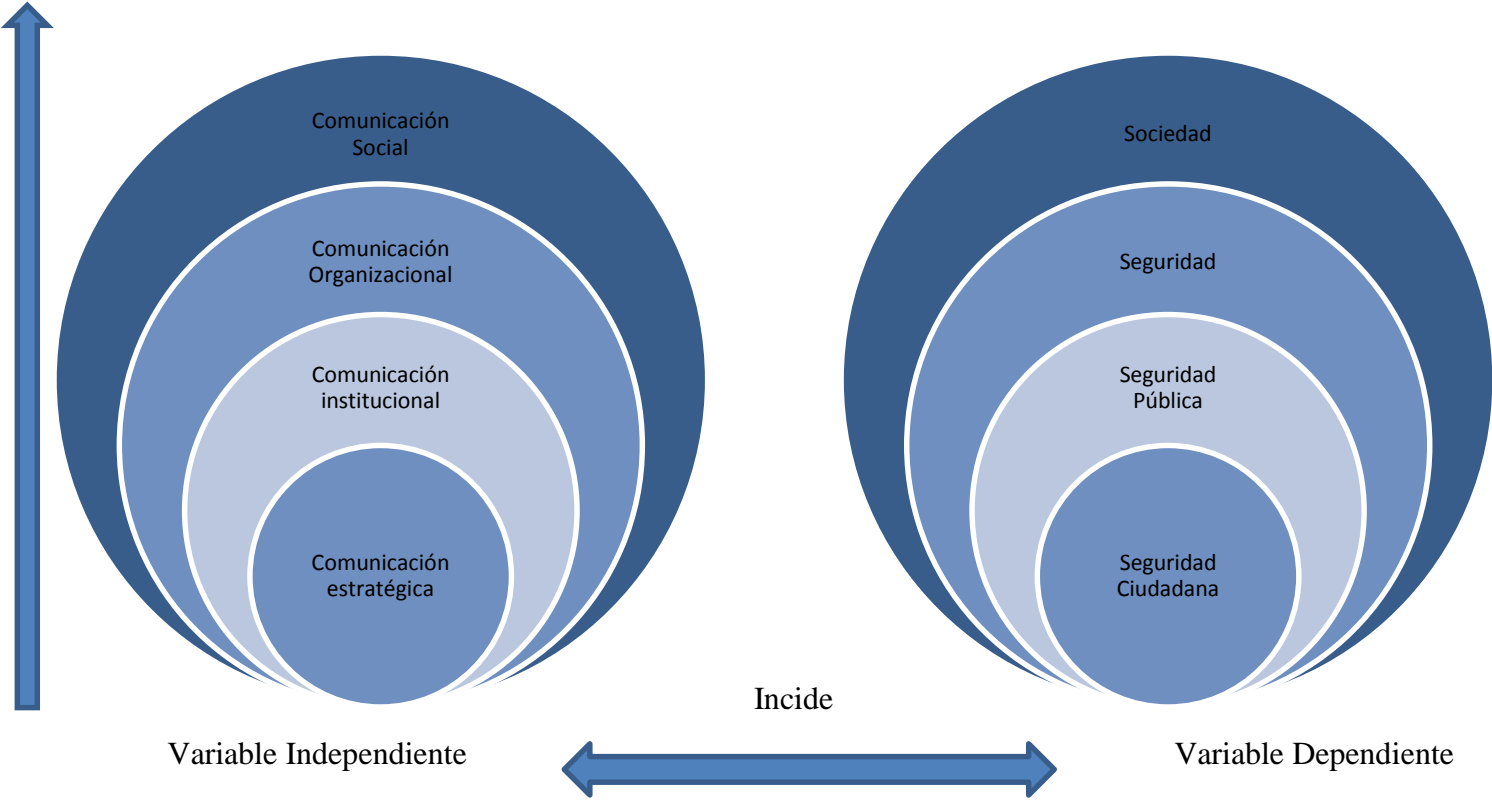 Comunicación
Social
Comunicación
Organizacional
Comunicación
institucional
Comunicación
estratégica
Sociedad
Seguridad
Seguridad
Pública
Seguridad
Ciudadana
Incide
Variable Independiente
Variable Dependiente